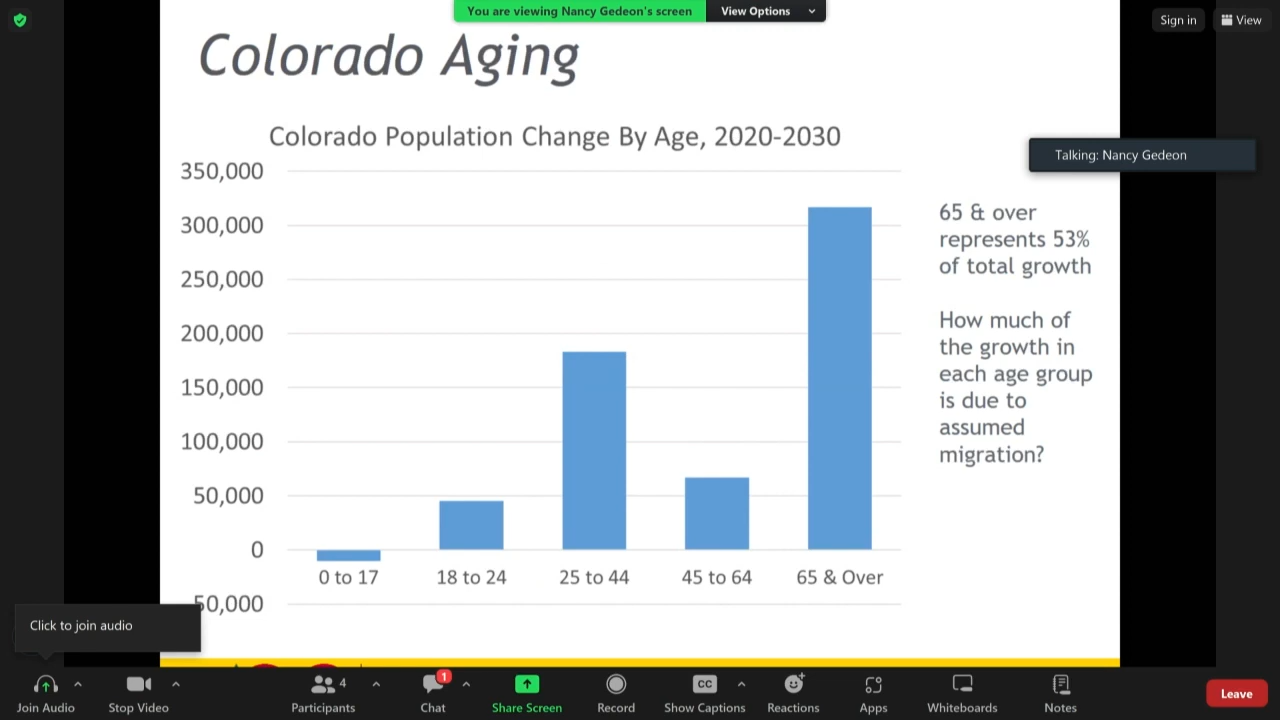 You are viewing Nancy Gedeon's screen
View Options
Sign in
View
Colorado Aging
Colorado Population Change By Age, 2020-2030
Talking: Nancy Gedeon
350,000
300,000
250,000
200,000
150,000
100,000
50,000
0
50,000
0 to 17
18 to 24
25 to 44
45 to 64
65 & Over
65 & over
represents 53%
of total growth
How much of
the growth in
each age group
is due to
assumed
migration?
Click to join audio
Join Audio
Stop Video
4
Participants
1
Chat
Share Screen
Record
CC
Show Captions
Reactions
Apps
Whiteboards
Notes
Leave